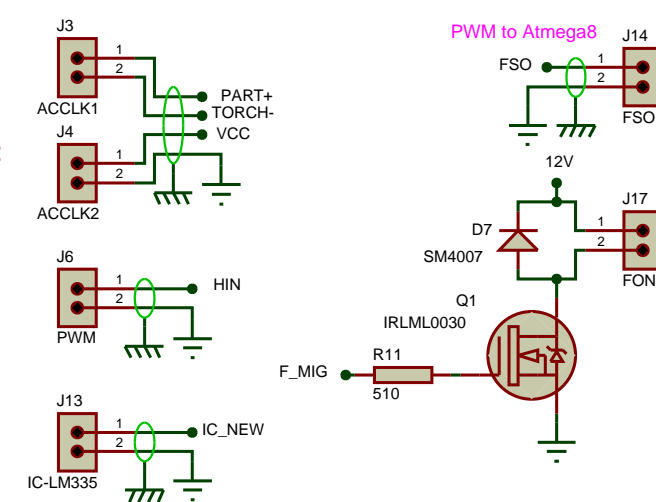 J3
1
2
ACCLK1
PART+
TORCH-
VCC
J4
1
2
ACCLK2
J6
1
2
PWM
HIN
J13
1
2
IC-LM335
IC_NEW
PWM to Atmega8
J14
FSO
1
2
FSO
12V
J17
1
2
FON
D7
SM4007
Q1
IRLML0030
F_MIG
R11
510